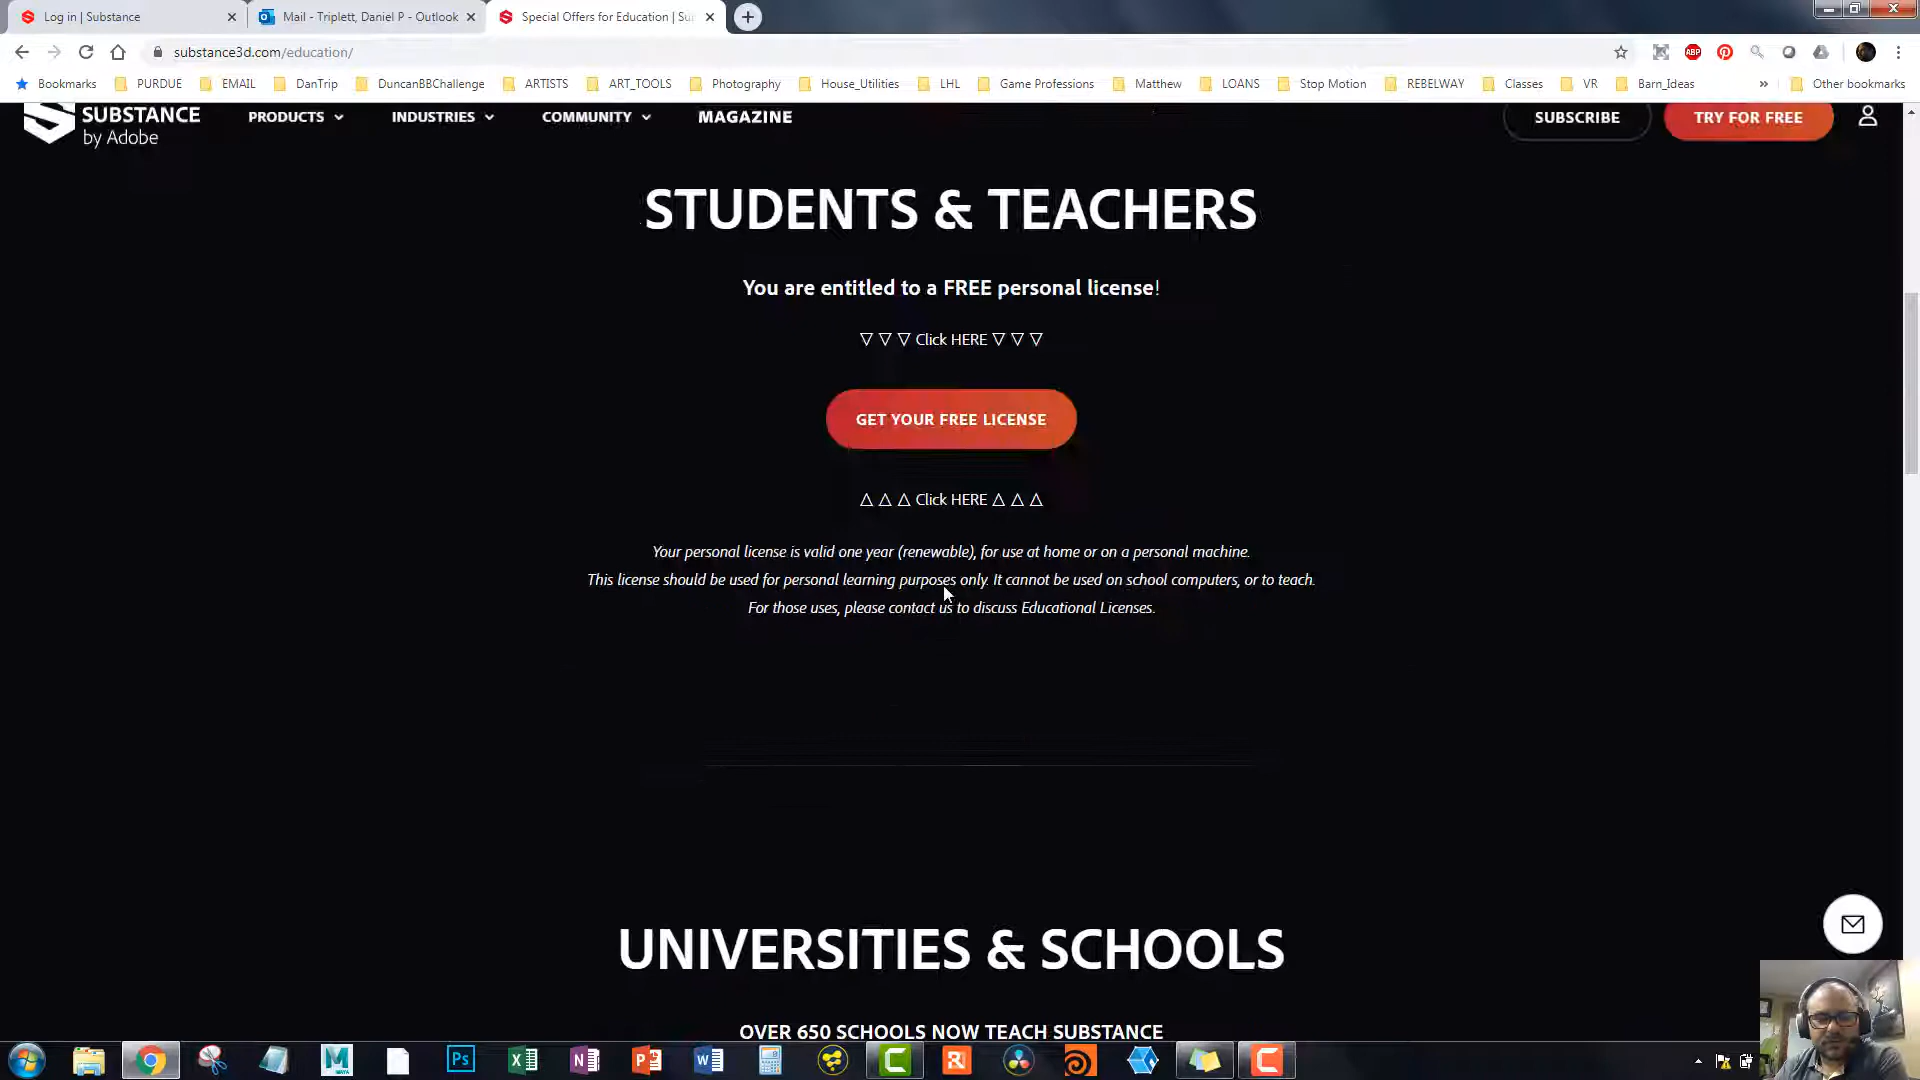 Log in | Substance
Mail - Triplett, Daniel P - Outlook
Special Offers for Education | Su
substance3d.com/education/
Bookmarks PURDUE EMAIL DanTrip DuncanBBChallenge ARTISTS ART_TOOLS Photography House_Utilities LHL Game Professions Matthew LOANS Stop Motion REBELWAY Classes VR Barn_Ideas » Other bookmarks
SUBSTANCE
by Adobe
PRODUCTS INDUSTRIES COMMUNITY MAGAZINE SUBSCRIBE TRY FOR FREE
STUDENTS & TEACHERS
You are entitled to a FREE personal license!
▽ ▽ ▽ Click HERE ▽ ▽ ▽
GET YOUR FREE LICENSE
△ △ △ Click HERE △ △ △
Your personal license is valid one year (renewable), for use at home or on a personal machine.
This license should be used for personal learning purposes only. It cannot be used on school computers, or to teach.
For those uses, please contact us to discuss Educational Licenses.
UNIVERSITIES & SCHOOLS
OVER 650 SCHOOLS NOW TEACH SUBSTANCE